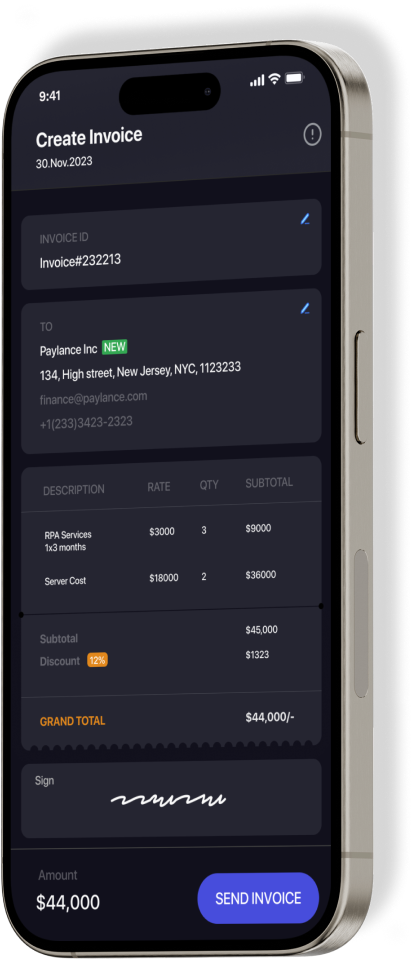 9:41
Create Invoice
30.Nov.2023
INVOICE ID
Invoice#232213
TO
Paylance Inc NEW
134, High street, New Jersey, NYC, 1123233
finance@paylance.com
+1(233)3423-2323
DESCRIPTION RATE QTY SUBTOTAL
RPA Services $3000 3 $9000
1x3 months
Server Cost $18000 2 $36000
Subtotal $45,000
Discount 12% $1323
GRAND TOTAL $44,000/-
Sign
Amount
$44,000
SEND INVOICE